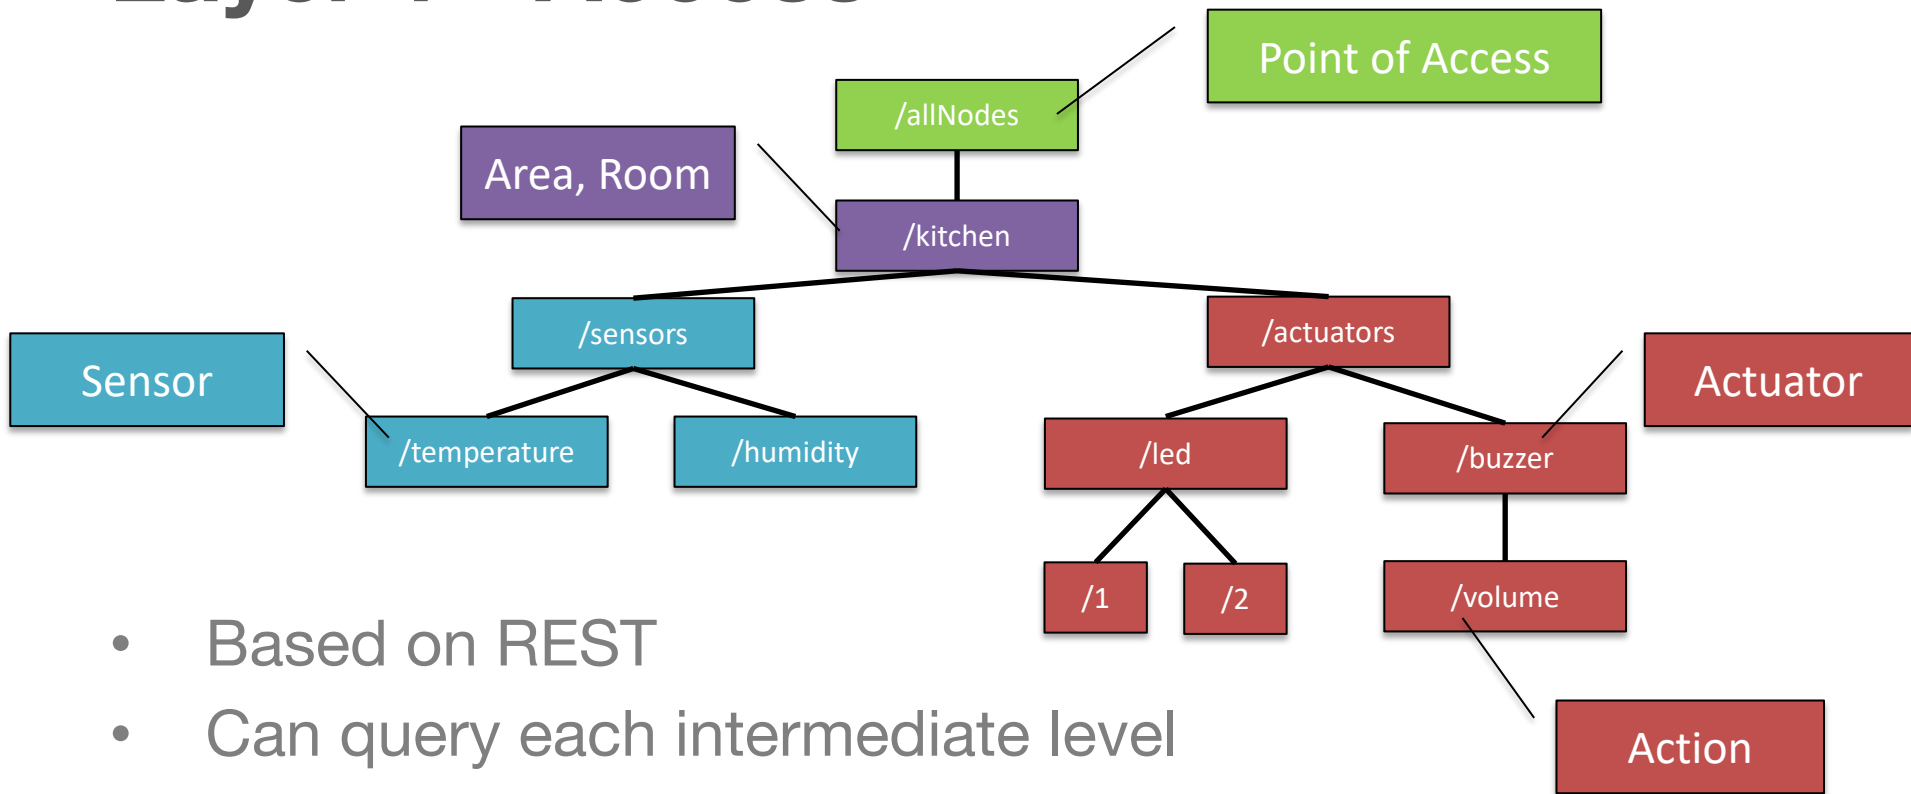 Point of Access
/allNodes
Area, Room
/kitchen
/sensors
/actuators
Sensor
Actuator
/temperature
/humidity
/led
/buzzer
/1
/2
/volume
• Based on REST
• Can query each intermediate level
Action